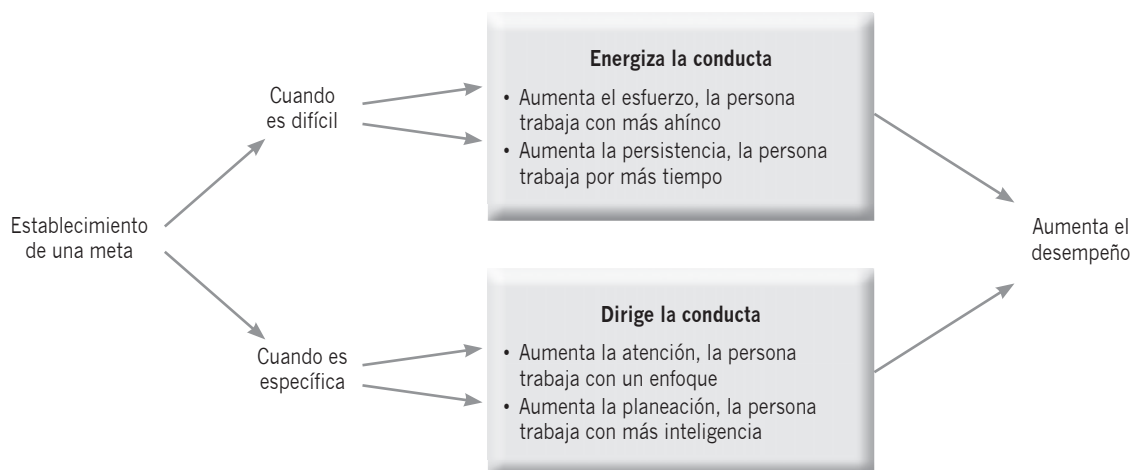 Establecimiento
de una meta
Cuando
es difícil
Energiza la conducta
• Aumenta el esfuerzo, la persona
trabaja con más ahínco
• Aumenta la persistencia, la persona
trabaja por más tiempo
Cuando es
específica
Dirige la conducta
• Aumenta la atención, la persona
trabaja con un enfoque
• Aumenta la planeación, la persona
trabaja con más inteligencia
Aumenta el
desempeño